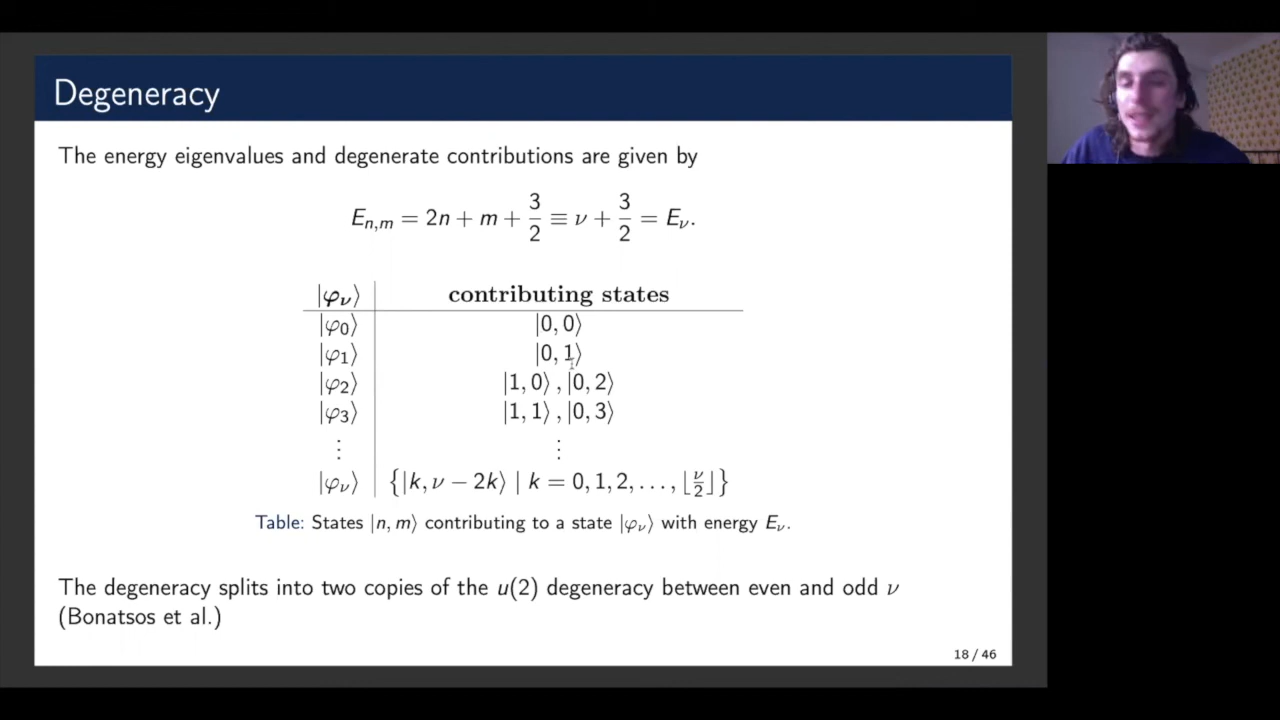 Degeneracy
The energy eigenvalues and degenerate contributions are given by
E_{n,m} = 2n + m + 3/2 ≡ ν + 3/2 = E_ν.
|φ_ν⟩ contributing states
|φ_0⟩ |0, 0⟩
|φ_1⟩ |0, 1⟩
|φ_2⟩ |1, 0⟩ , |0, 2⟩
|φ_3⟩ |1, 1⟩ , |0, 3⟩
⋮ ⋮
|φ_ν⟩ {|k, ν − 2k⟩ | k = 0, 1, 2, . . . , ⌊ν/2⌋}
Table: States |n, m⟩ contributing to a state |φ_ν⟩ with energy E_ν.
The degeneracy splits into two copies of the u(2) degeneracy between even and odd ν
(Bonatsos et al.)
18 / 46